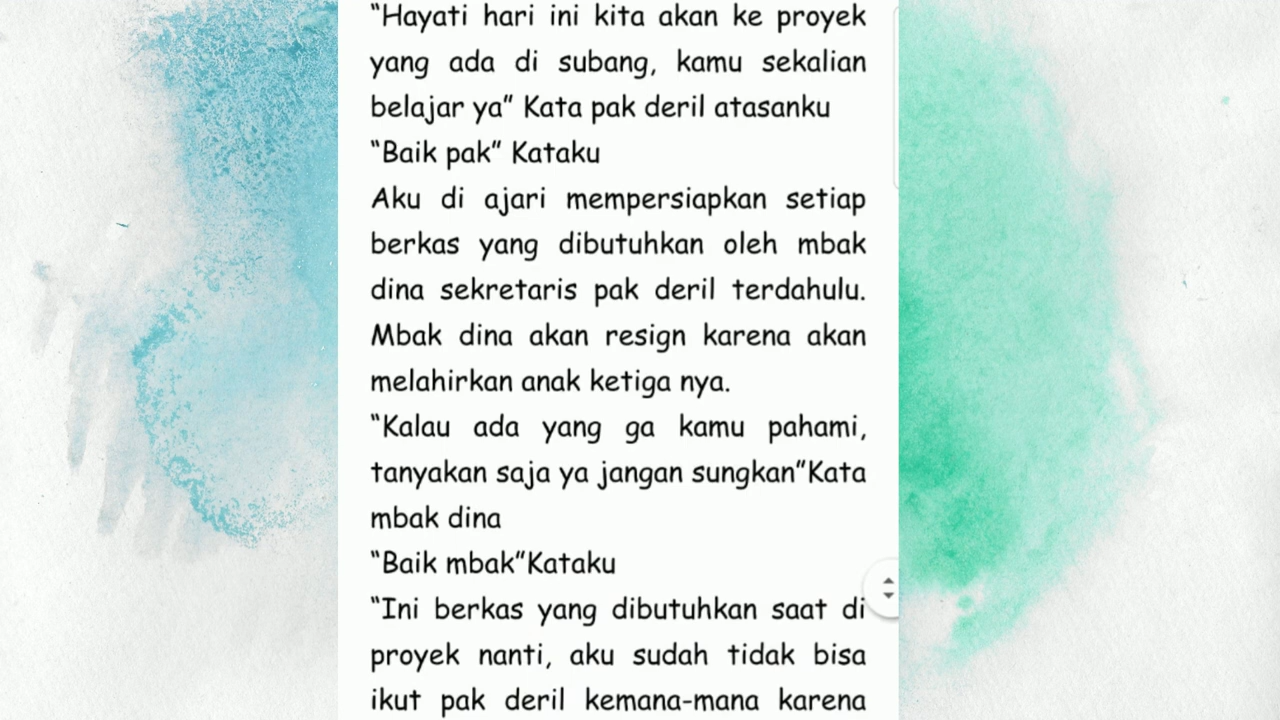 “Hayati hari ini kita akan ke proyek
yang ada di subang, kamu sekalian
belajar ya” Kata pak deril atasanku
“Baik pak” Kataku
Aku di ajari mempersiapkan setiap
berkas yang dibutuhkan oleh mbak
dina sekretaris pak deril terdahulu.
Mbak dina akan resign karena akan
melahirkan anak ketiga nya.
“Kalau ada yang ga kamu pahami,
tanyakan saja ya jangan sungkan”Kata
mbak dina
“Baik mbak”Kataku
“Ini berkas yang dibutuhkan saat di
proyek nanti, aku sudah tidak bisa
ikut pak deril kemana-mana karena